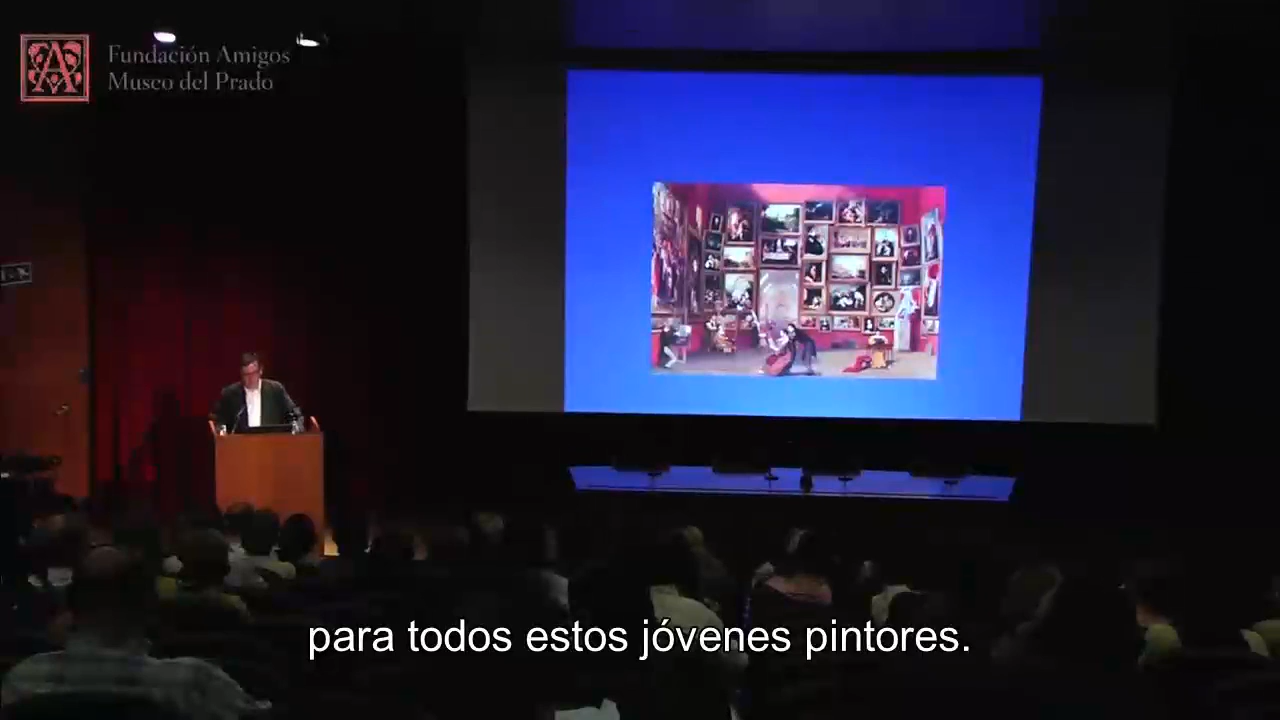 Fundación Amigos
Museo del Prado
para todos estos jóvenes pintores.